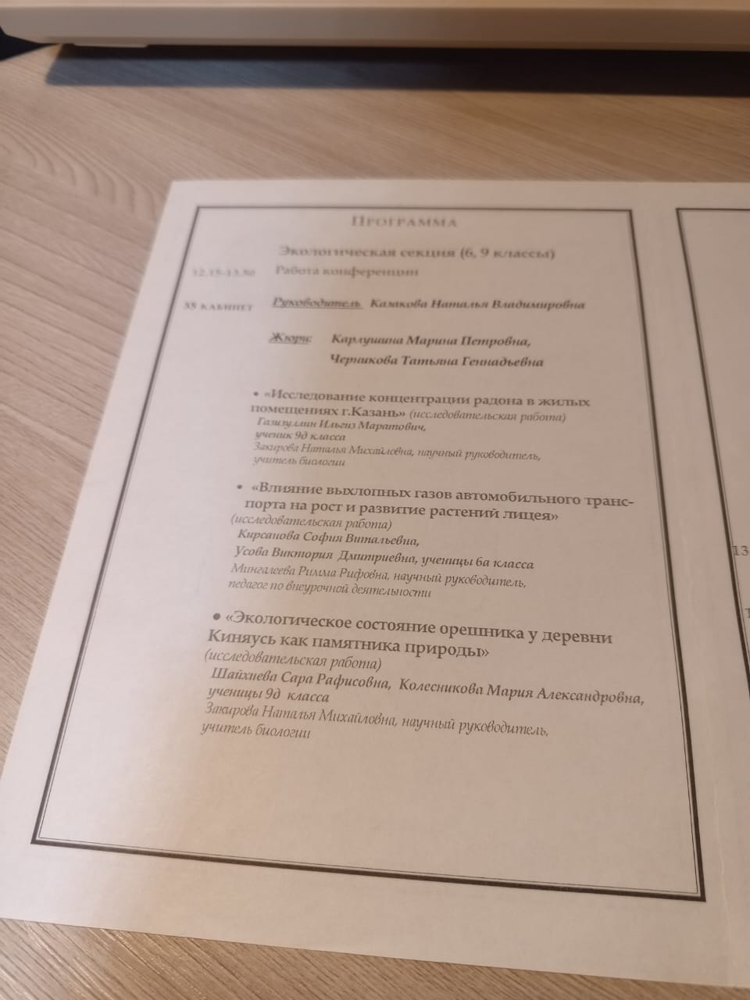 Программа
Экологическая секция (6, 9 классы)
Работа конференции
35 кабинет Руководитель Казакова Наталья Владимировна
Жюри: Карлушина Марина Петровна,
Черникова Татьяна Геннадьевна
• «Исследование концентрации радона в жилых
помещениях г.Казань» (исследовательская работа)
Газизуллин Ильгиз Маратович,
ученик 9д класса
Закирова Наталья Михайловна, научный руководитель,
учитель биологии
• «Влияние выхлопных газов автомобильного транс-
порта на рост и развитие растений лицея»
(исследовательская работа)
Кирсанова София Витальевна,
Усова Виктория Дмитриевна, ученицы 6а класса
Мингалеева Римма Рифовна, научный руководитель,
педагог по внеурочной деятельности
• «Экологическое состояние орешника у деревни
Киняусь как памятника природы»
(исследовательская работа)
Шайхиева Сара Рафисовна, Колесникова Мария Александровна,
ученицы 9д класса
Закирова Наталья Михайловна, научный руководитель,
учитель биологии
13